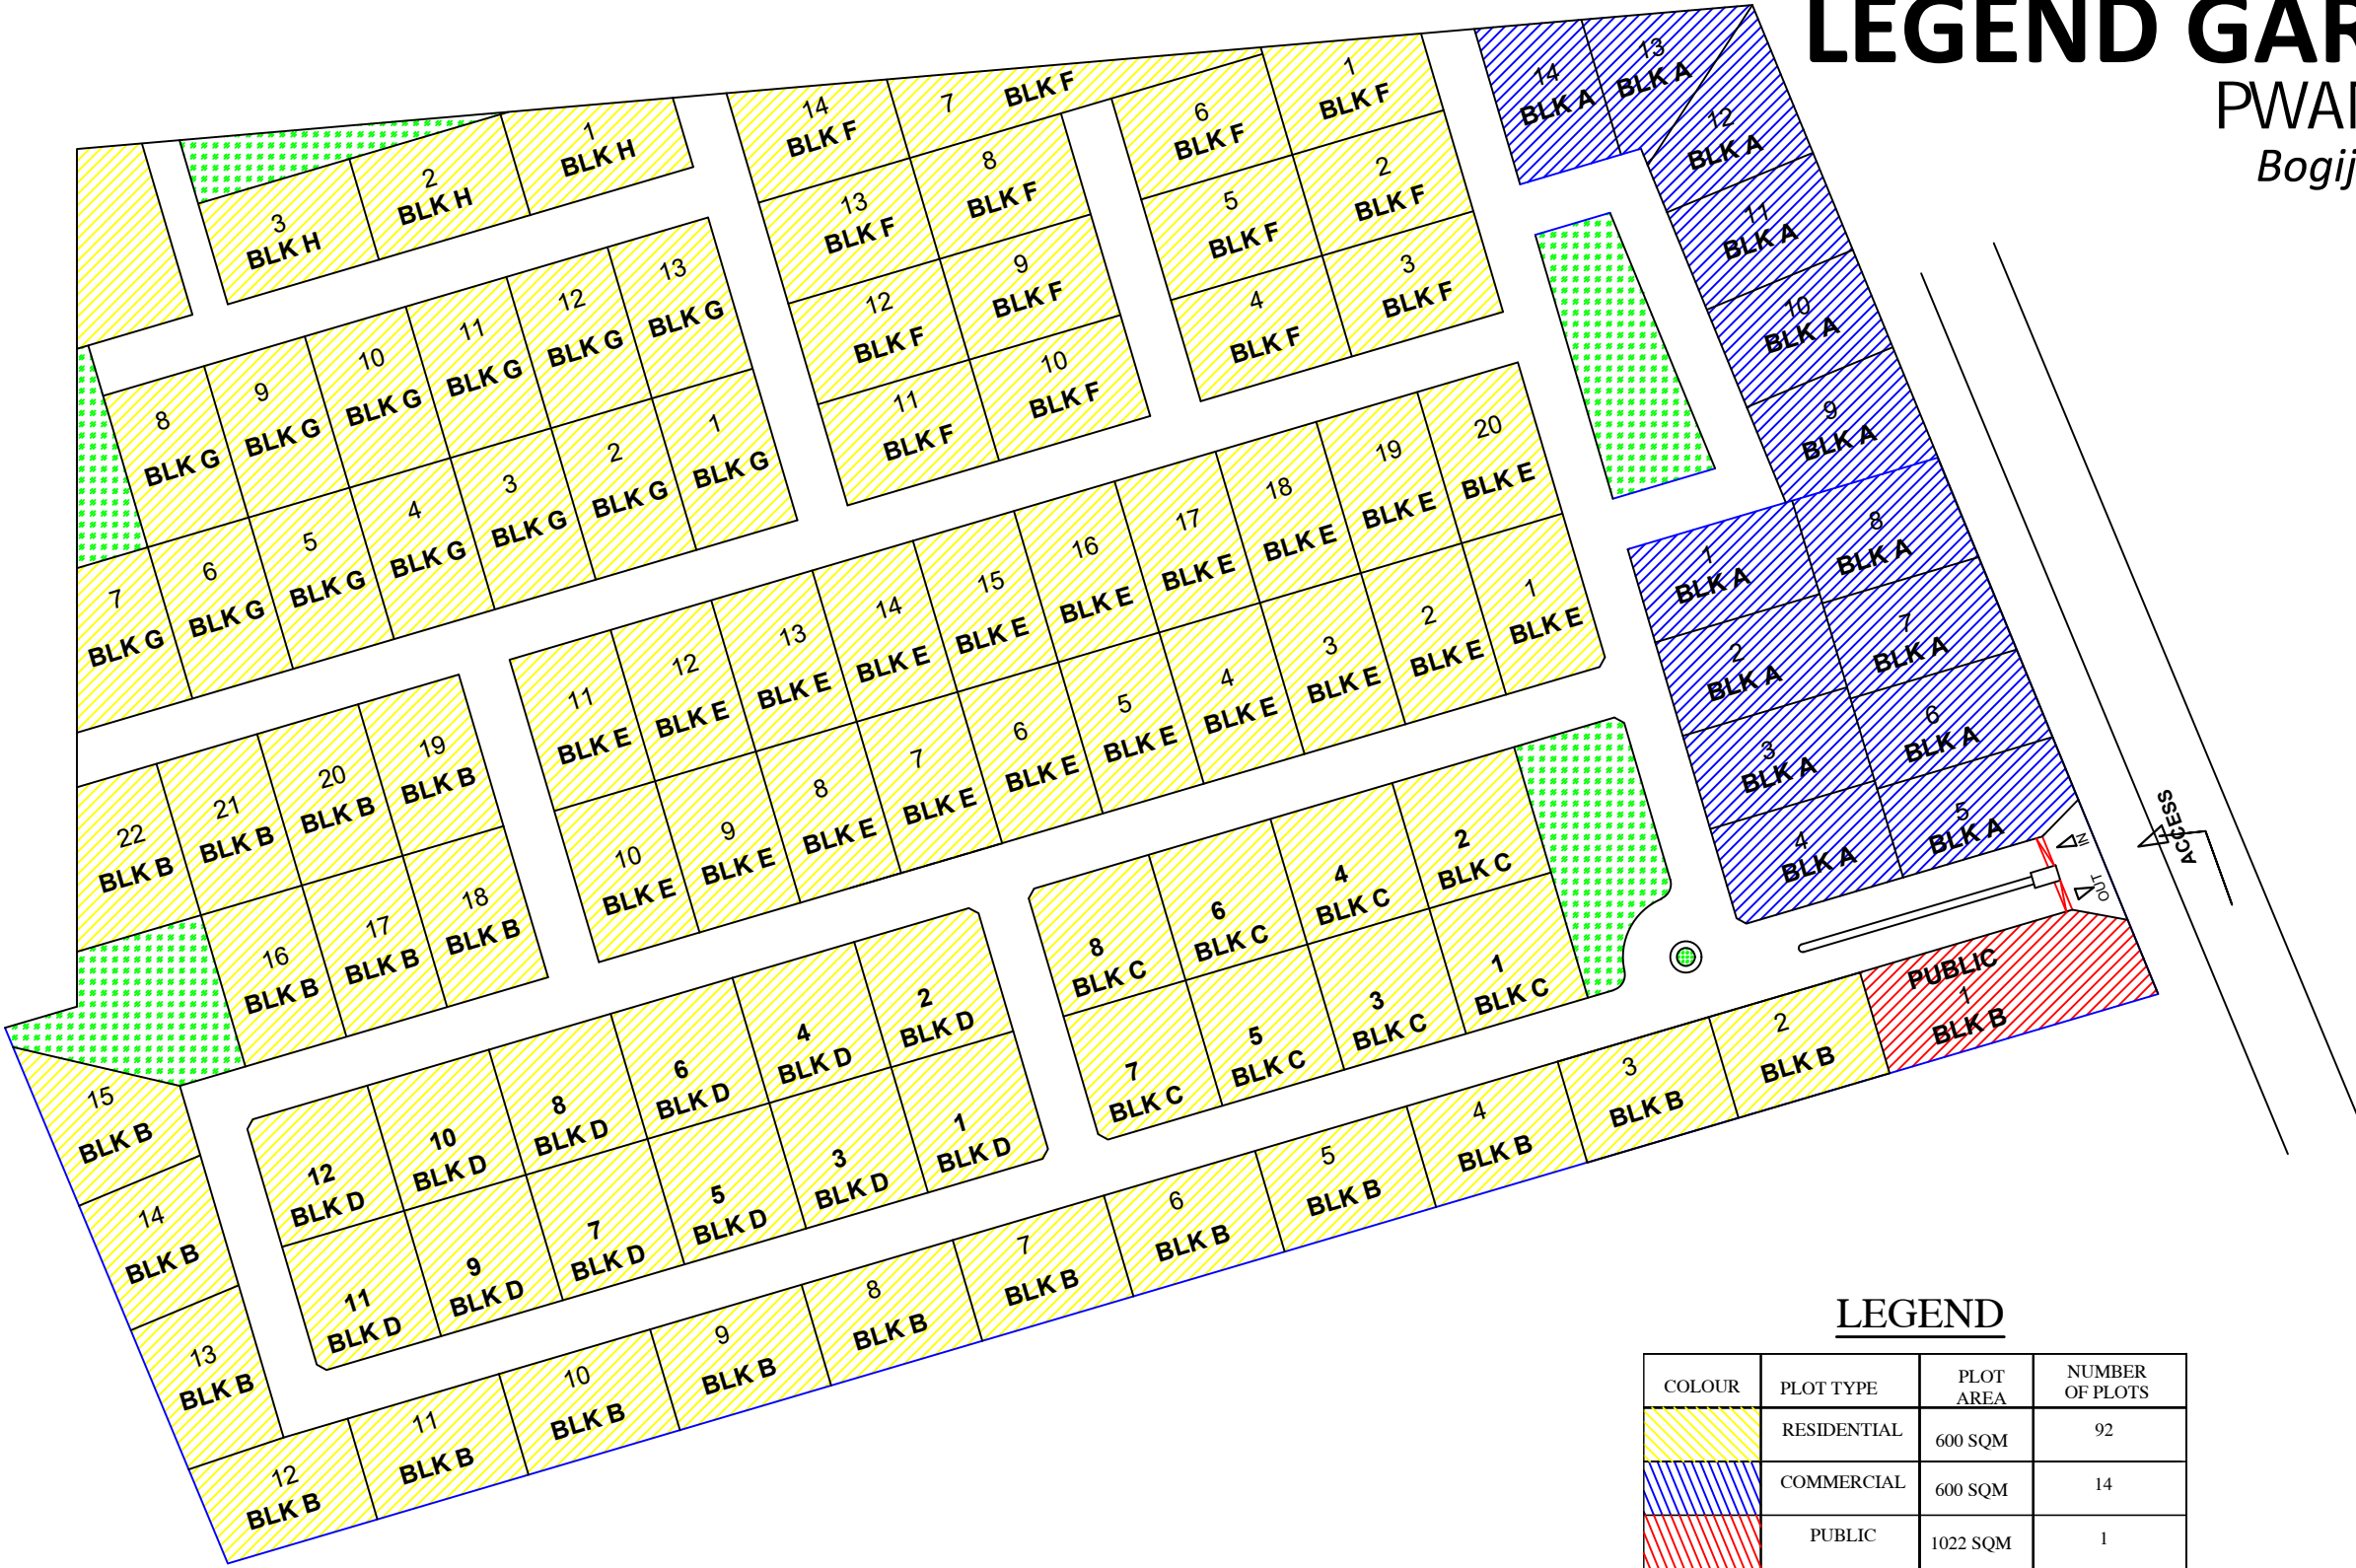 LEGEND GAR
PWAN
Bogij
14
BLK A
13
BLK A
12
BLK A
11
BLK A
10
BLK A
9
BLK A
8
BLK A
7
BLK A
6
BLK A
5
BLK A
1
BLK A
2
BLK A
3
BLK A
4
BLK A
IN
OUT
ACCESS
1
BLK H
2
BLK H
3
BLK H
14
BLK F
7 BLK F
13
BLK F
8
BLK F
12
BLK F
9
BLK F
11
BLK F
10
BLK F
6
BLK F
1
BLK F
5
BLK F
2
BLK F
4
BLK F
3
BLK F
8
BLK G
9
BLK G
10
BLK G
11
BLK G
12
BLK G
13
BLK G
7
BLK G
6
BLK G
5
BLK G
4
BLK G
3
BLK G
2
BLK G
1
BLK G
11
BLK E
12
BLK E
13
BLK E
14
BLK E
15
BLK E
16
BLK E
17
BLK E
18
BLK E
19
BLK E
20
BLK E
10
BLK E
9
BLK E
8
BLK E
7
BLK E
6
BLK E
5
BLK E
4
BLK E
3
BLK E
2
BLK E
1
BLK E
22
BLK B
21
BLK B
20
BLK B
19
BLK B
16
BLK B
17
BLK B
18
BLK B
8
BLK C
6
BLK C
4
BLK C
2
BLK C
7
BLK C
5
BLK C
3
BLK C
1
BLK C
12
BLK D
10
BLK D
8
BLK D
6
BLK D
4
BLK D
2
BLK D
11
BLK D
9
BLK D
7
BLK D
5
BLK D
3
BLK D
1
BLK D
15
BLK B
14
BLK B
13
BLK B
12
BLK B
11
BLK B
10
BLK B
9
BLK B
8
BLK B
7
BLK B
6
BLK B
5
BLK B
4
BLK B
3
BLK B
2
BLK B
PUBLIC
1
BLK B
LEGEND
COLOUR PLOT TYPE PLOT AREA NUMBER OF PLOTS
RESIDENTIAL 600 SQM 92
COMMERCIAL 600 SQM 14
PUBLIC 1022 SQM 1